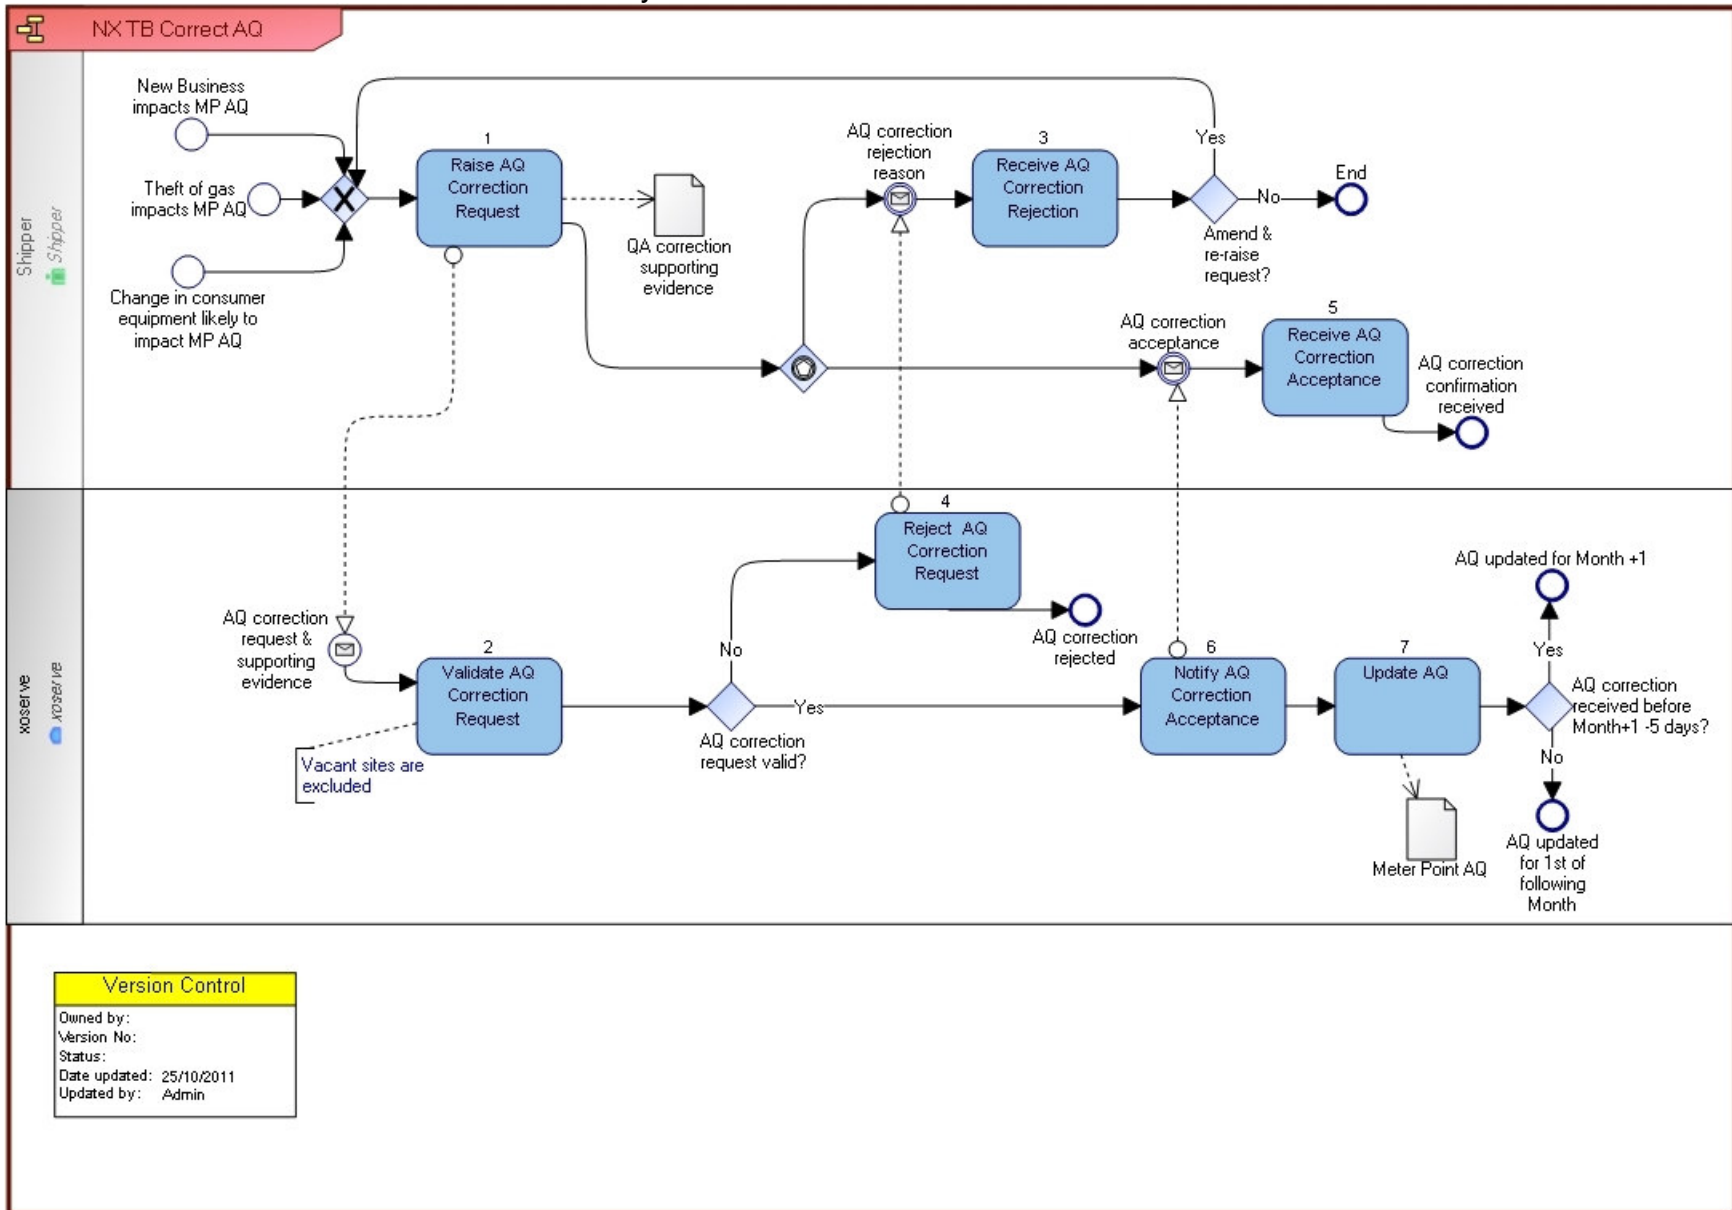 NX TB Correct AQ
Shipper
Shipper
New Business
impacts MP AQ
Theft of gas
impacts MP AQ
Change in consumer
equipment likely to
impact MP AQ
1
Raise AQ
Correction
Request
QA correction
supporting
evidence
AQ correction
rejection
reason
3
Receive AQ
Correction
Rejection
Yes
No
End
Amend &
re-raise
request?
AQ correction
acceptance
5
Receive AQ
Correction
Acceptance
AQ correction
confirmation
received
xoserve
xoserve
AQ correction
request &
supporting
evidence
2
Validate AQ
Correction
Request
Vacant sites are
excluded
No
Yes
AQ correction
request valid?
4
Reject AQ
Correction
Request
AQ correction
rejected
6
Notify AQ
Correction
Acceptance
7
Update AQ
Meter Point AQ
AQ updated for Month +1
Yes
AQ correction
received before
Month+1 -5 days?
No
AQ updated
for 1st of
following
Month
Version Control
Owned by:
Version No:
Status:
Date updated: 25/10/2011
Updated by: Admin